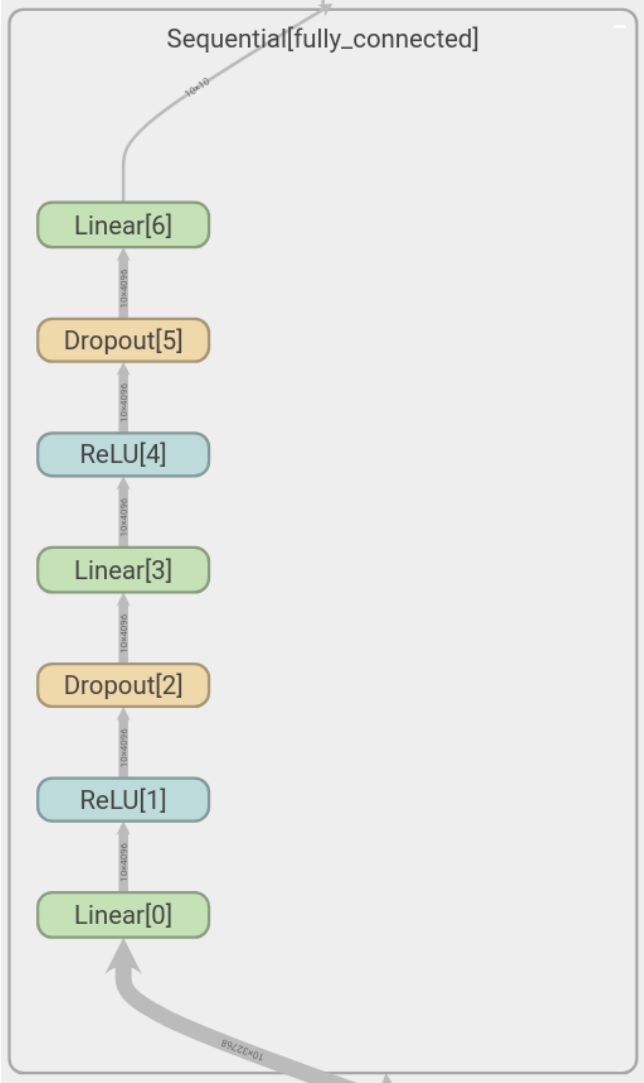 Sequential[fully_connected]
10×10
Linear[6]
10×4096
Dropout[5]
10×4096
ReLU[4]
10×4096
Linear[3]
10×4096
Dropout[2]
10×4096
ReLU[1]
10×4096
Linear[0]
10×32768